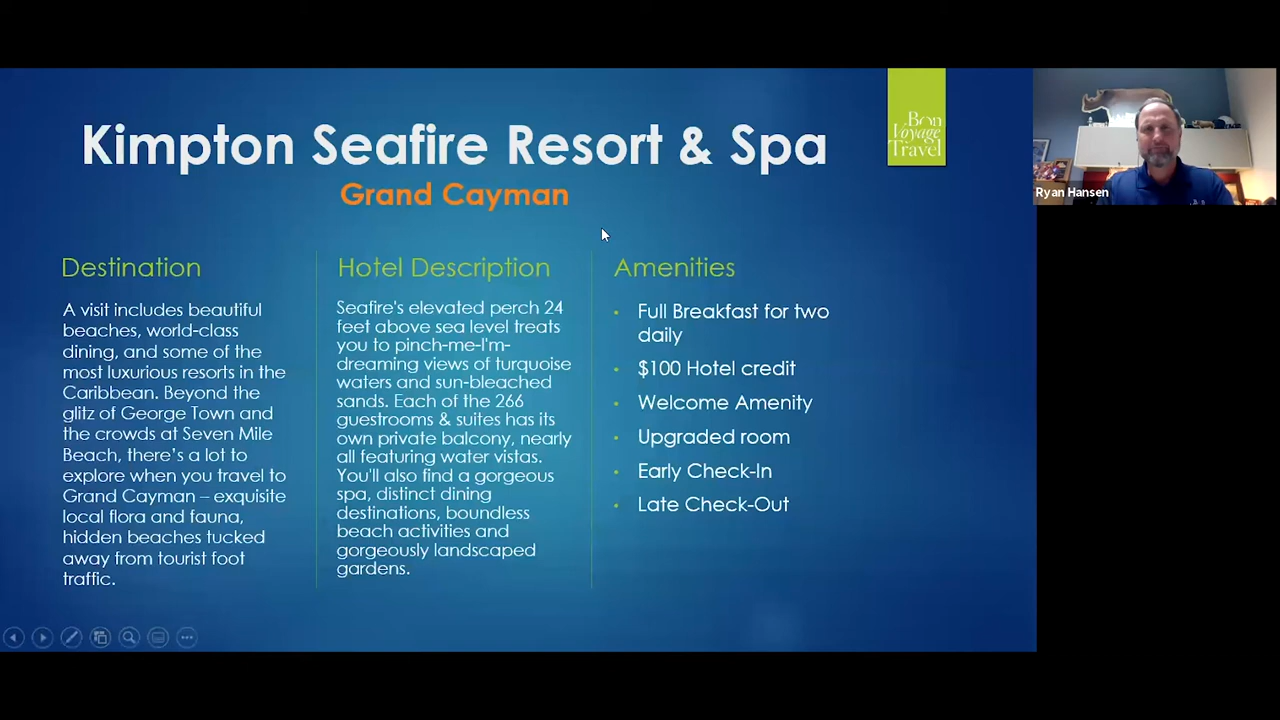 Kimpton Seafire Resort & Spa
Grand Cayman
Bon
Voyage
Travel
Ryan Hansen
Destination
A visit includes beautiful
beaches, world-class
dining, and some of the
most luxurious resorts in the
Caribbean. Beyond the
glitz of George Town and
the crowds at Seven Mile
Beach, there's a lot to
explore when you travel to
Grand Cayman – exquisite
local flora and fauna,
hidden beaches tucked
away from tourist foot
traffic.
Hotel Description
Seafire's elevated perch 24
feet above sea level treats
you to pinch-me-I'm-
dreaming views of turquoise
waters and sun-bleached
sands. Each of the 266
guestrooms & suites has its
own private balcony, nearly
all featuring water vistas.
You'll also find a gorgeous
spa, distinct dining
destinations, boundless
beach activities and
gorgeously landscaped
gardens.
Amenities
• Full Breakfast for two
daily
• $100 Hotel credit
• Welcome Amenity
• Upgraded room
• Early Check-In
• Late Check-Out